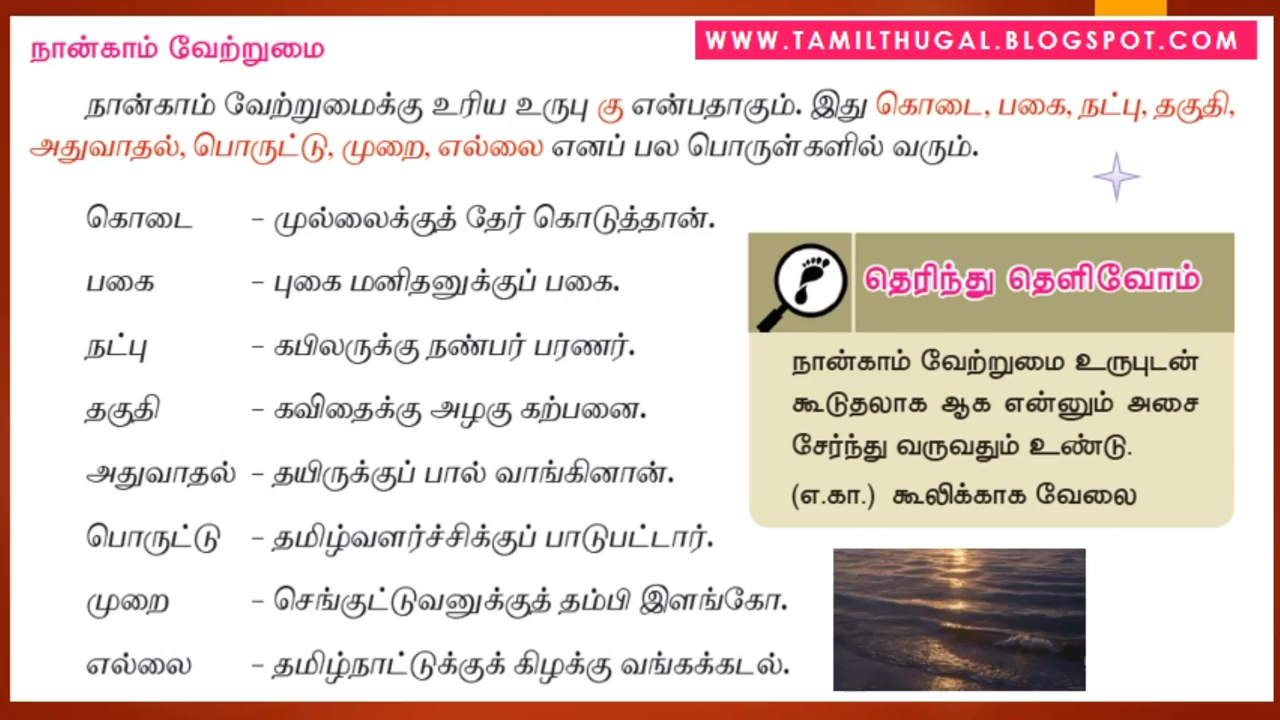 நான்காம் வேற்றுமை
WWW.TAMILTHUGAL.BLOGSPOT.COM
நான்காம் வேற்றுமைக்கு உரிய உருபு கு என்பதாகும். இது கொடை, பகை, நட்பு, தகுதி,
அதுவாதல், பொருட்டு, முறை, எல்லை எனப் பல பொருள்களில் வரும்.
கொடை – முல்லைக்குத் தேர் கொடுத்தான்.
பகை – புகை மனிதனுக்குப் பகை.
நட்பு – கபிலருக்கு நண்பர் பரணர்.
தகுதி – கவிதைக்கு அழகு கற்பனை.
அதுவாதல் – தயிருக்குப் பால் வாங்கினான்.
பொருட்டு – தமிழ்வளர்ச்சிக்குப் பாடுபட்டார்.
முறை – செங்குட்டுவனுக்குத் தம்பி இளங்கோ.
எல்லை – தமிழ்நாட்டுக்குக் கிழக்கு வங்கக்கடல்.
தெரிந்து தெளிவோம்
நான்காம் வேற்றுமை உருபுடன்
கூடுதலாக ஆக என்னும் அசை
சேர்ந்து வருவதும் உண்டு.
(எ.கா.) கூலிக்காக வேலை